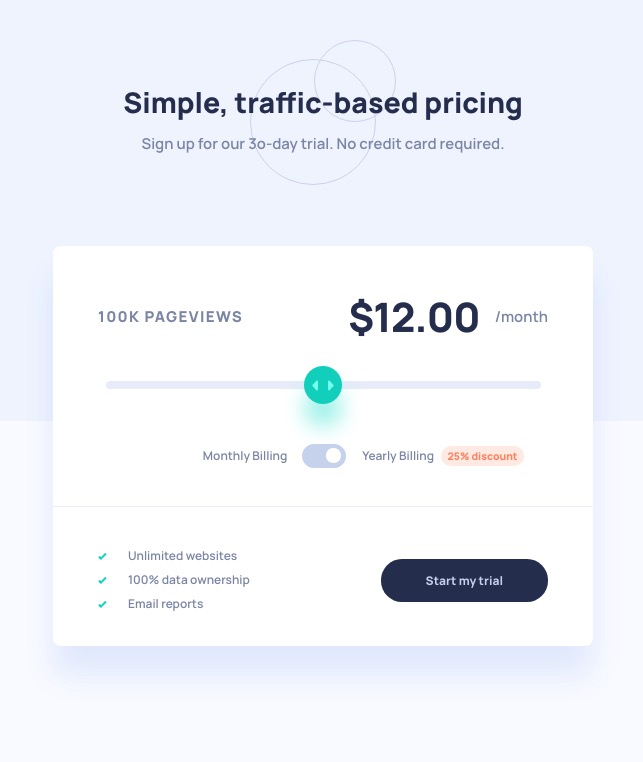 Simple, traffic-based pricing
Sign up for our 3o-day trial. No credit card required.
100K PAGEVIEWS
$12.00 /month
Monthly Billing
Yearly Billing 25% discount
Unlimited websites
100% data ownership
Email reports
Start my trial